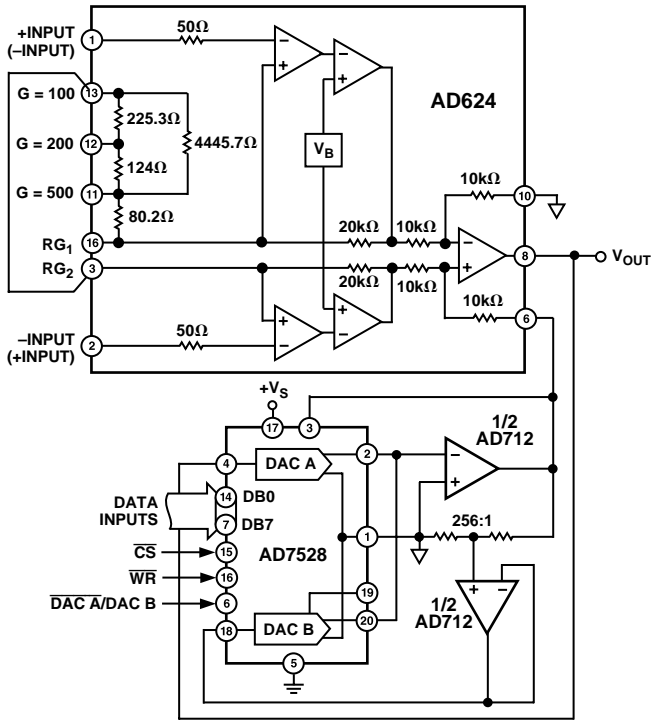 +INPUT
(–INPUT)
1
50Ω
G = 100
13
225.3Ω
AD624
G = 200
12
4445.7Ω
V_B
124Ω
G = 500
11
10kΩ
10
80.2Ω
20kΩ
10kΩ
RG₁
16
8
V_OUT
RG₂
3
20kΩ
10kΩ
10kΩ
6
50Ω
–INPUT
(+INPUT)
2
+V_S
17
3
1/2
AD712
4
DAC A
2
14
DB0
DATA
INPUTS
7
DB7
1
256:1
CS
15
AD7528
WR
16
19
DAC A/DAC B
6
20
1/2
AD712
18
DAC B
5